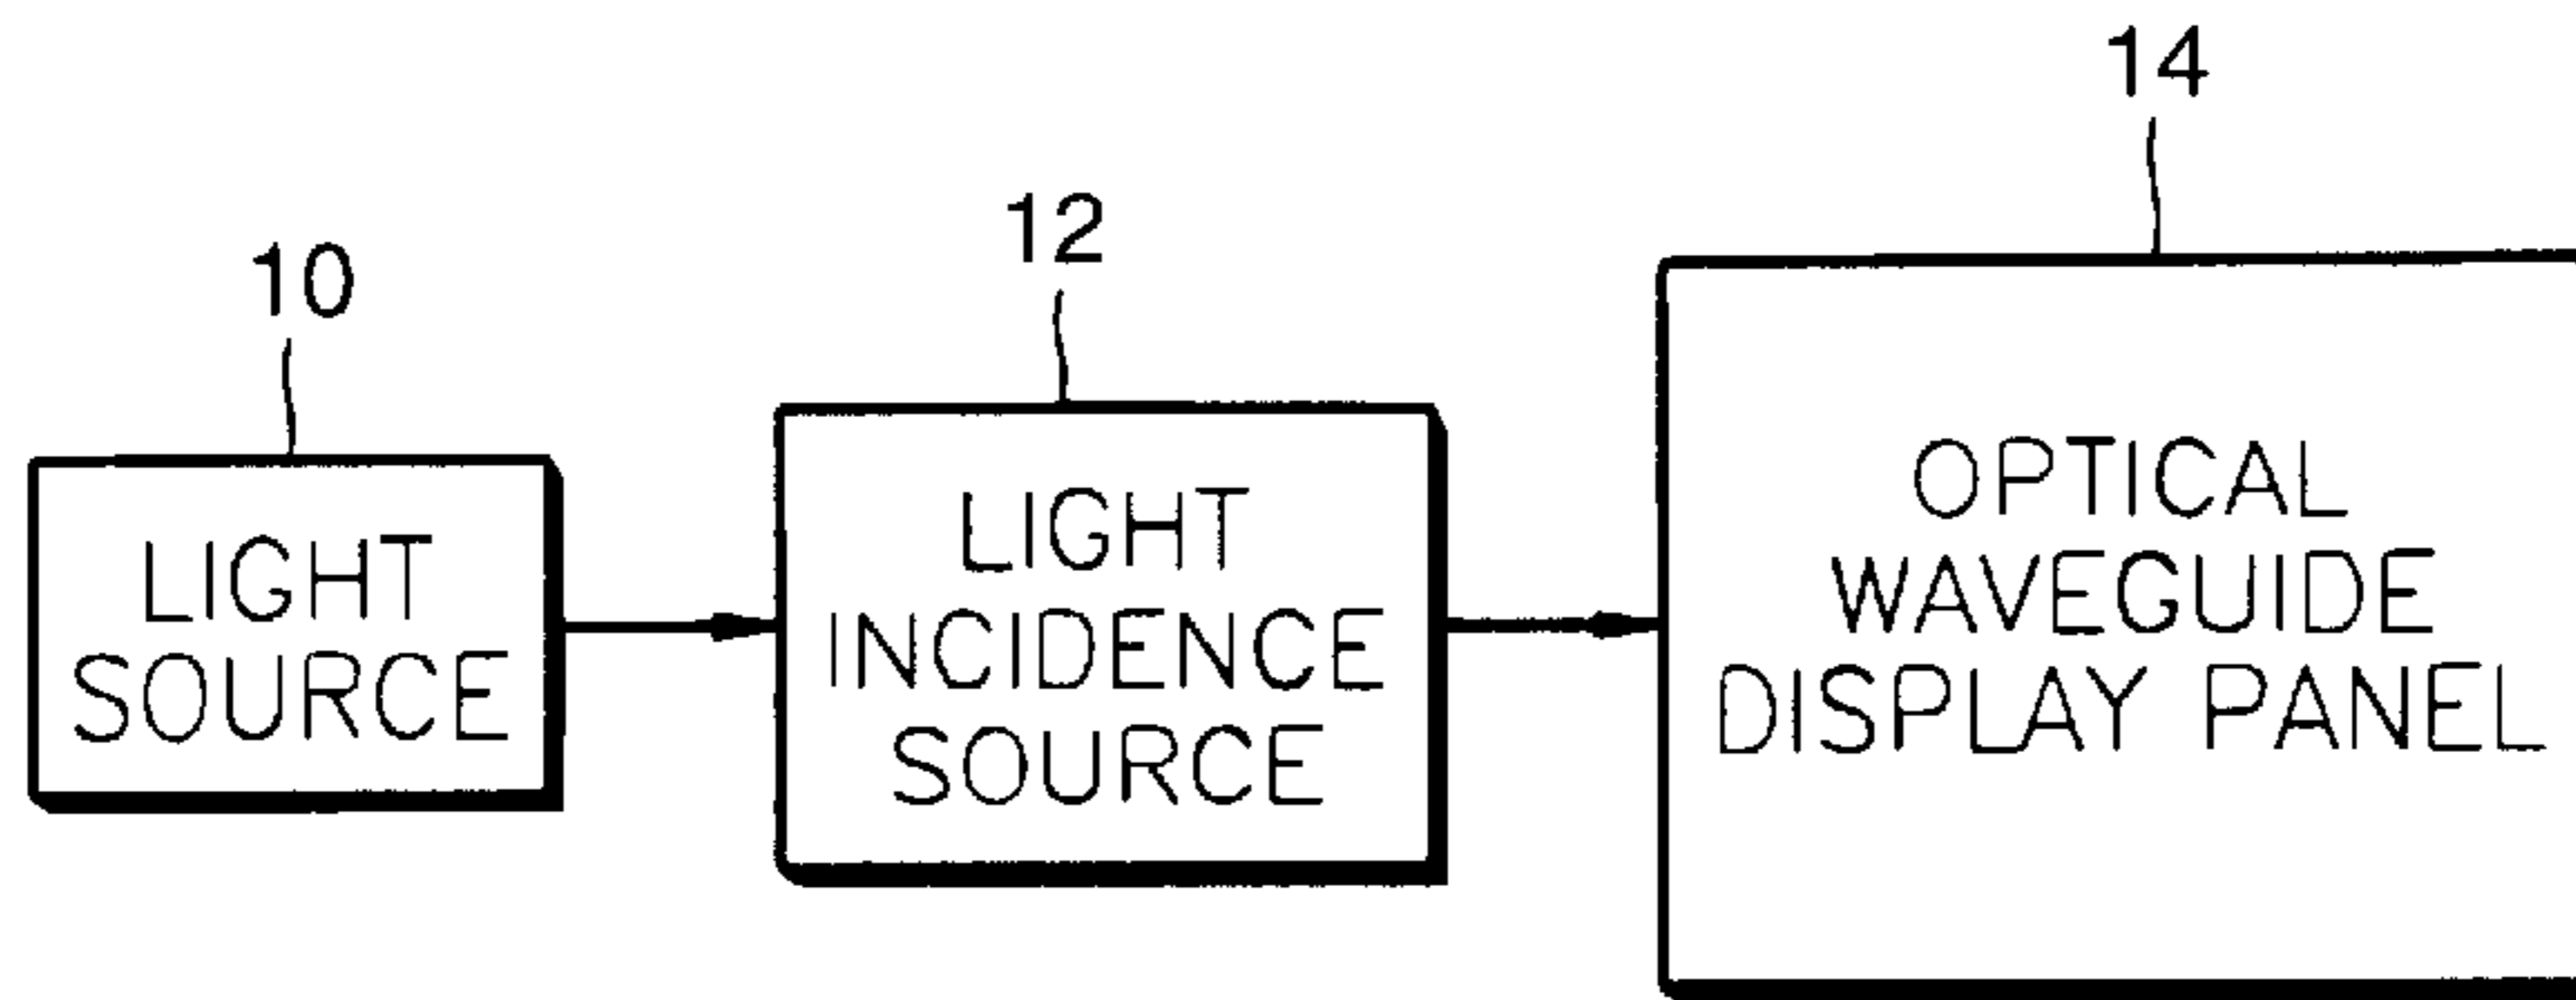 10
LIGHT
SOURCE
12
LIGHT
INCIDENCE
SOURCE
14
OPTICAL
WAVEGUIDE
DISPLAY PANEL